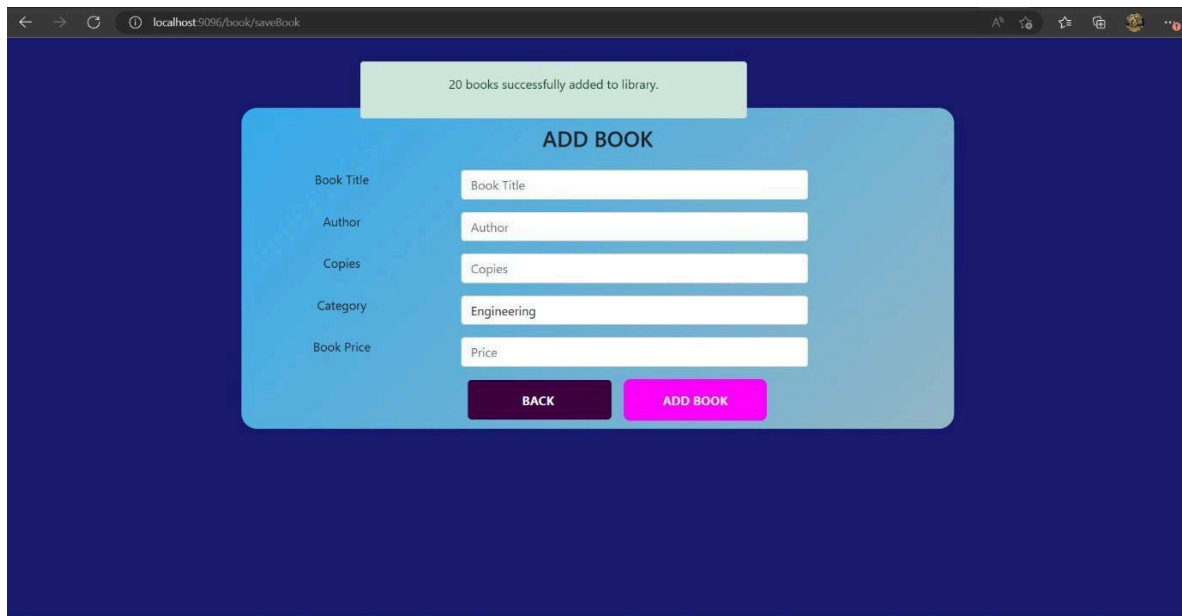 localhost:9096/book/saveBook
20 books successfully added to library.
ADD BOOK
Book Title
Book Title
Author
Author
Copies
Copies
Category
Engineering
Book Price
Price
BACK
ADD BOOK